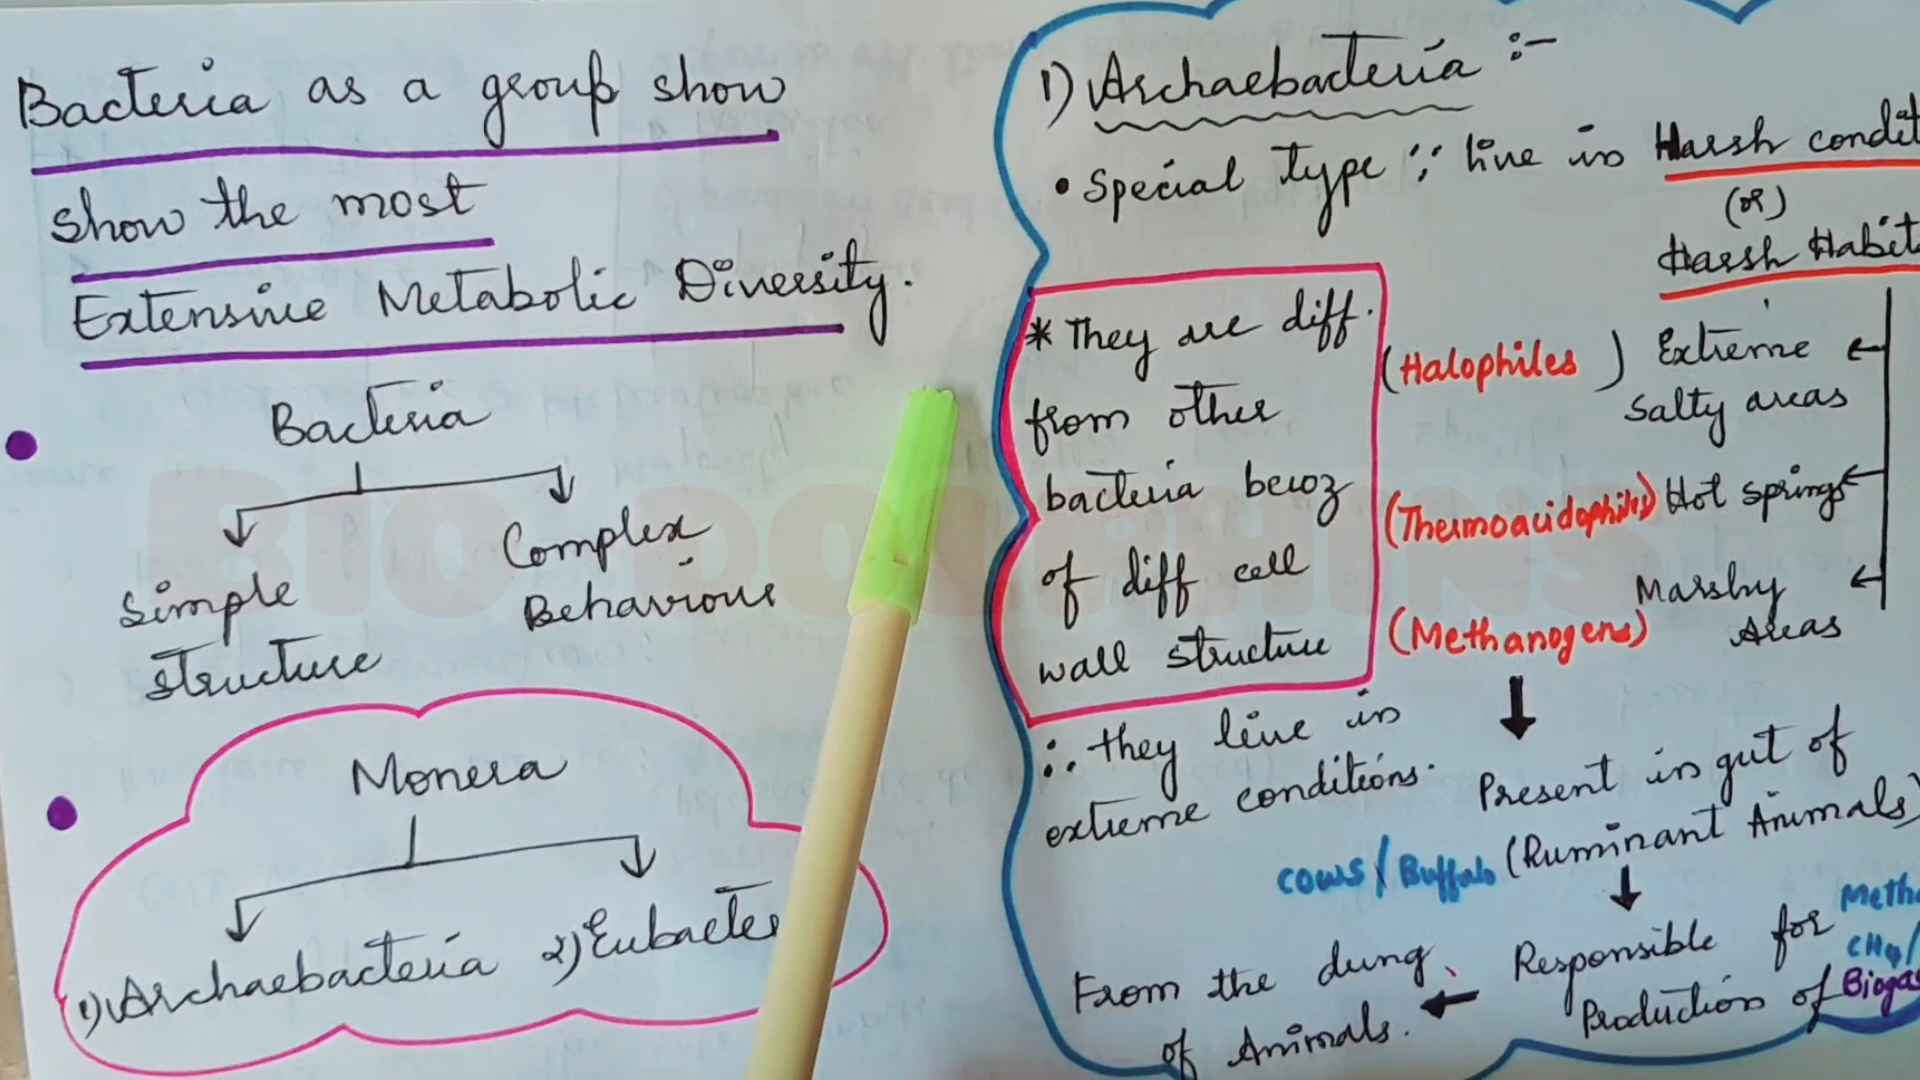 Bacteria as a group show
show the most
Extensive Metabolic Diversity.
Bacteria
Simple
structure
Complex
Behaviour
Monera
1) Archaebacteria 2) Eubacte
1) Archaebacteria :-
• Special type ∵ live in Harsh condit
(or)
Harsh Habit
* They are diff.
from other
bacteria becoz
of diff cell
wall structure
(Halophiles) Extreme
salty areas
(Thermoacidophiles) Hot springs
(Methanogens) Marshy
Areas
∴ they live in
extreme conditions.
Present in gut of
cows / Buffalo (Ruminant Animals)
Responsible for Meth
Production of CH4/
Biogas
From the dung
of Animals.
BIO DOLPHINS